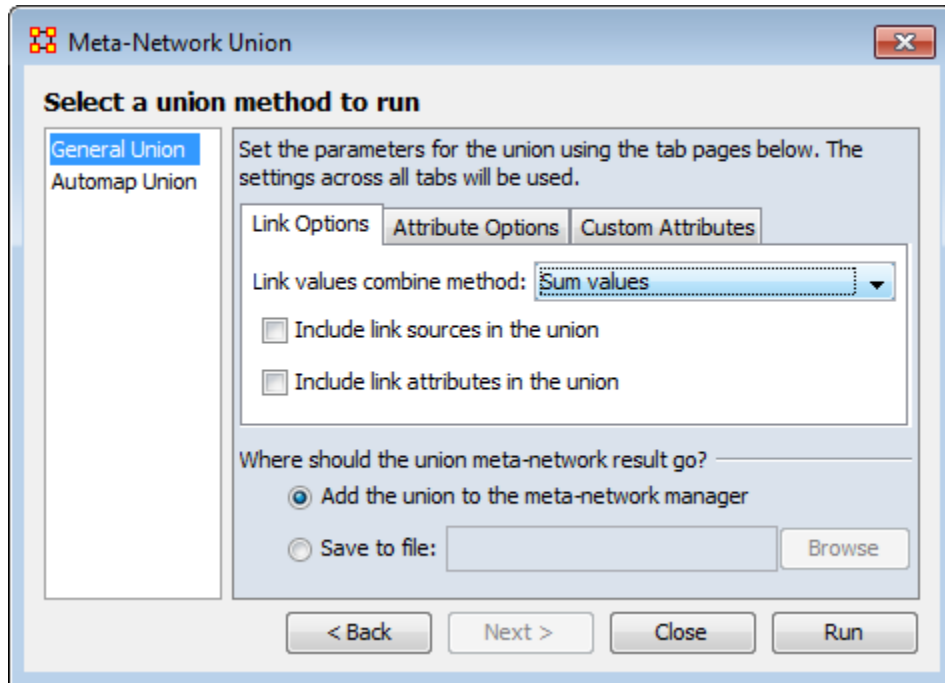 Meta-Network Union
Select a union method to run
General Union
Automap Union
Set the parameters for the union using the tab pages below. The
settings across all tabs will be used.
Link Options Attribute Options Custom Attributes
Link values combine method: Sum values
Include link sources in the union
Include link attributes in the union
Where should the union meta-network result go?
Add the union to the meta-network manager
Save to file: Browse
< Back Next > Close Run